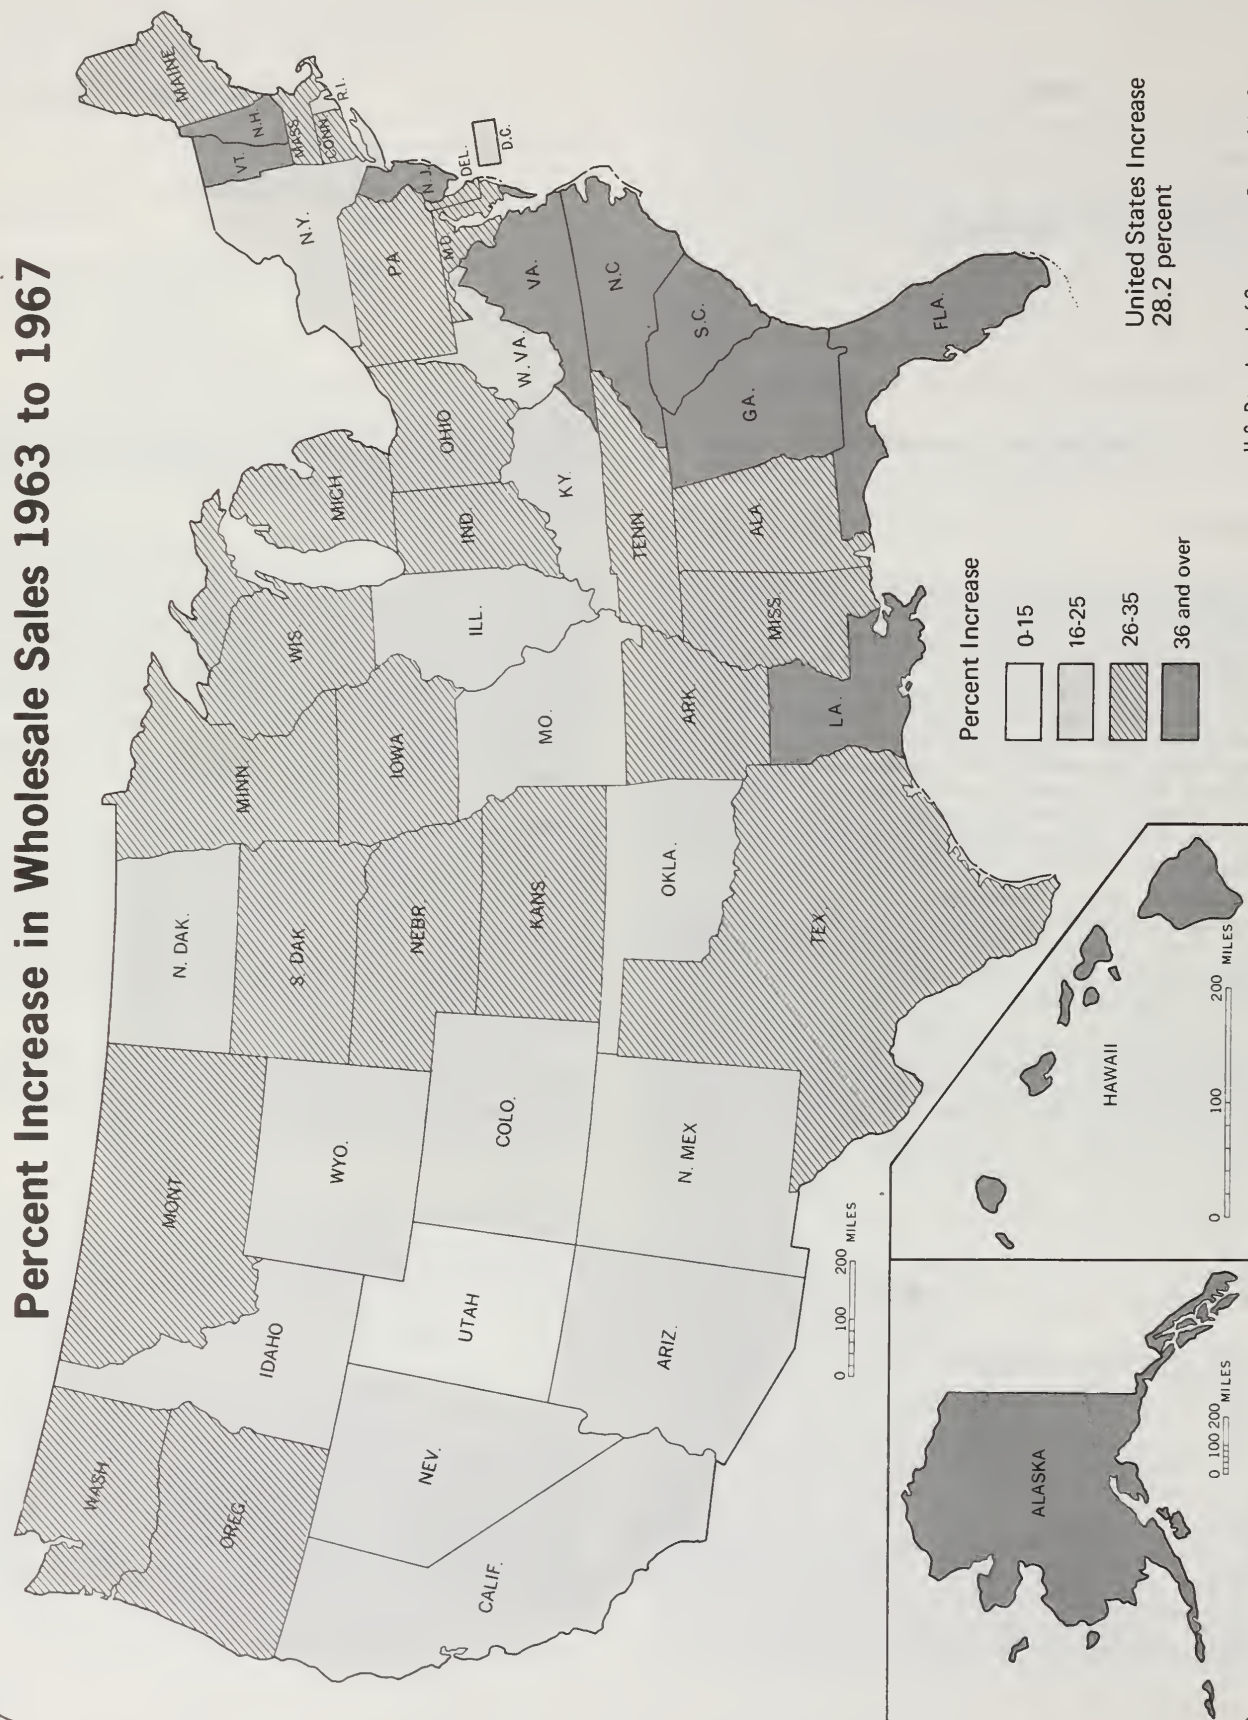 Percent Increase in Wholesale Sales 1963 to 1967
WASH
OREG.
CALIF.
NEV.
IDAHO
MONT
WYO.
UTAH
ARIZ.
COLO.
N. MEX
N. DAK.
S. DAK
NEBR
KANS
OKLA.
TEX.
MINN
IOWA
MO.
ARK.
LA.
WIS
ILL.
MICH
IND
OHIO
KY.
TENN
MISS.
ALA
GA.
FLA.
S.C.
N.C
VA.
W. VA.
PA
N.Y.
MD
DEL.
D.C.
N.J.
VT.
N.H.
MAINE
MASS.
CONN.
R.I.
0 100 200
MILES
ALASKA
0 100 200
MILES
HAWAII
0 100 200
MILES
Percent Increase
0-15
16-25
26-35
36 and over
United States Increase
28.2 percent